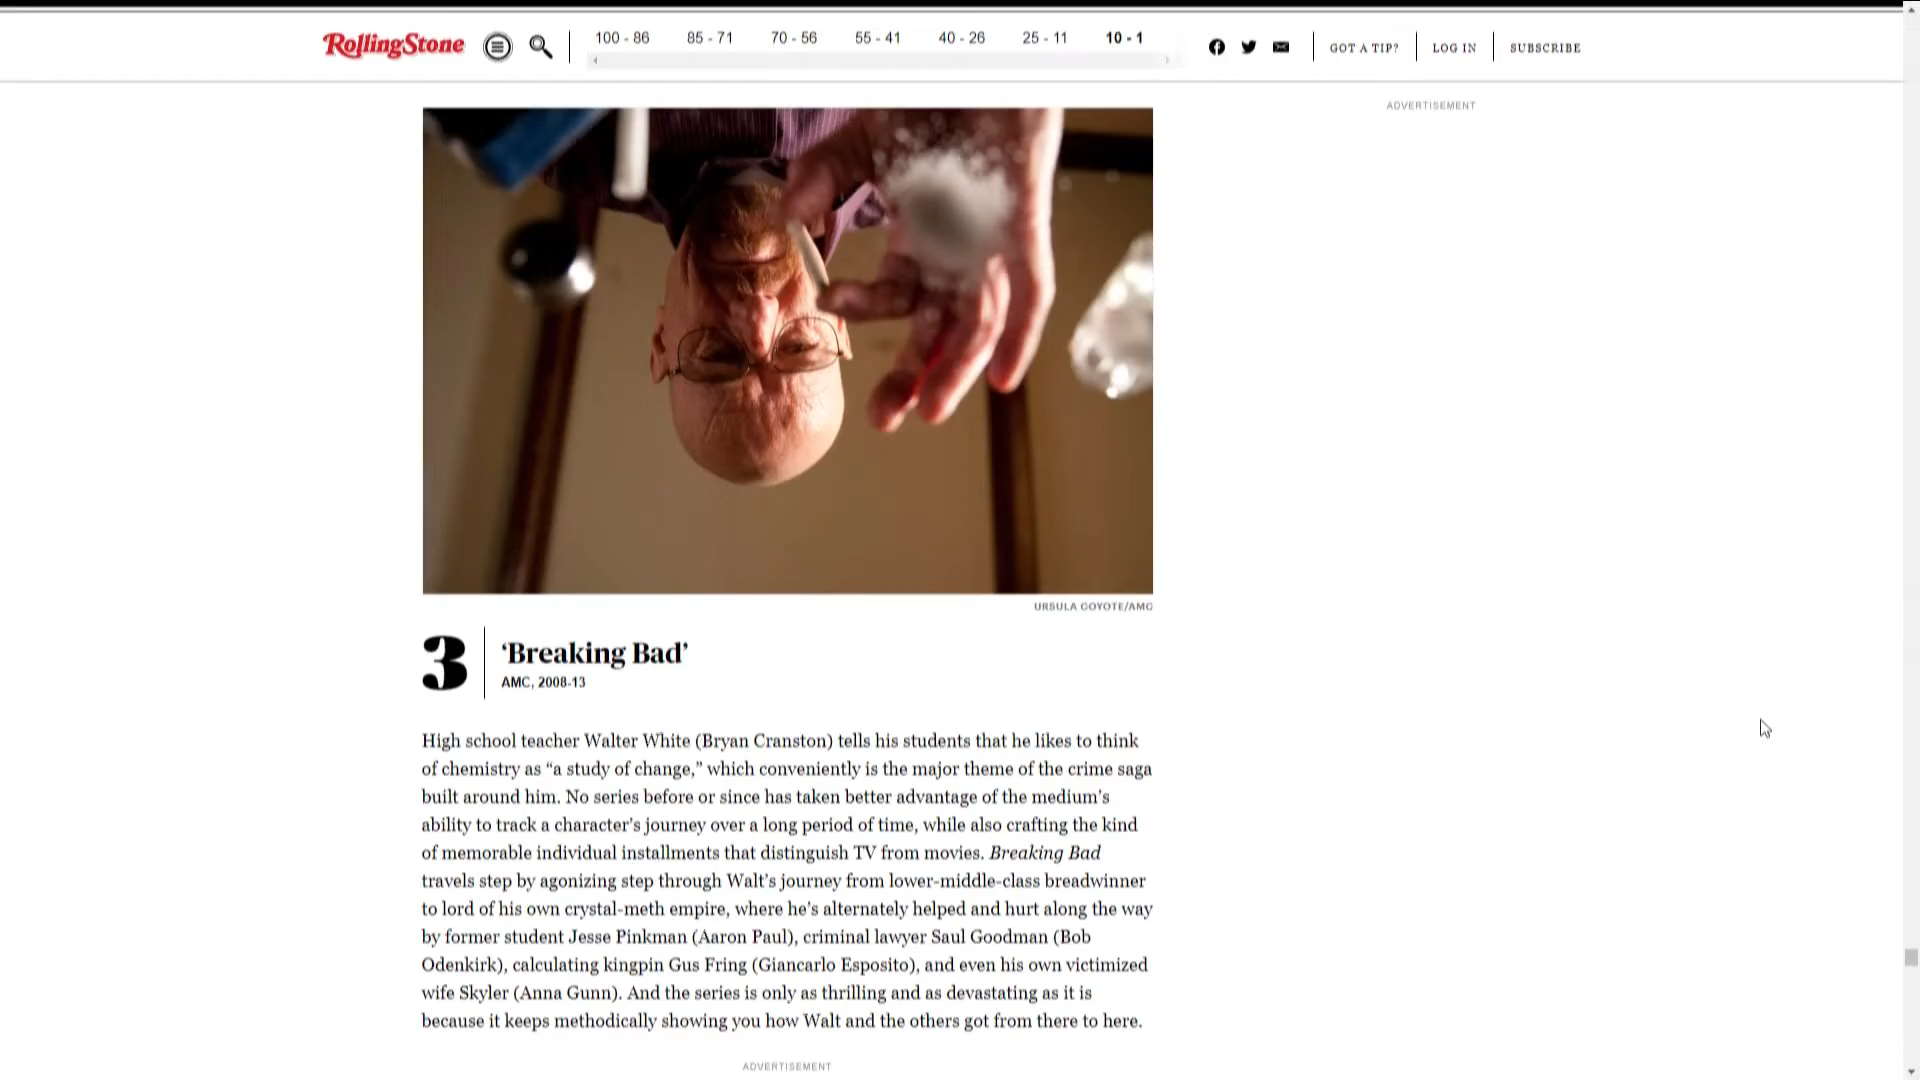 RollingStone
100 - 86 85 - 71 70 - 56 55 - 41 40 - 26 25 - 11 10 - 1
GOT A TIP? LOG IN SUBSCRIBE
ADVERTISEMENT
URSULA COYOTE/AMC
3
‘Breaking Bad’
AMC, 2008-13
High school teacher Walter White (Bryan Cranston) tells his students that he likes to think
of chemistry as “a study of change,” which conveniently is the major theme of the crime saga
built around him. No series before or since has taken better advantage of the medium’s
ability to track a character’s journey over a long period of time, while also crafting the kind
of memorable individual installments that distinguish TV from movies. Breaking Bad
travels step by agonizing step through Walt’s journey from lower-middle-class breadwinner
to lord of his own crystal-meth empire, where he’s alternately helped and hurt along the way
by former student Jesse Pinkman (Aaron Paul), criminal lawyer Saul Goodman (Bob
Odenkirk), calculating kingpin Gus Fring (Giancarlo Esposito), and even his own victimized
wife Skyler (Anna Gunn). And the series is only as thrilling and as devastating as it is
because it keeps methodically showing you how Walt and the others got from there to here.
ADVERTISEMENT